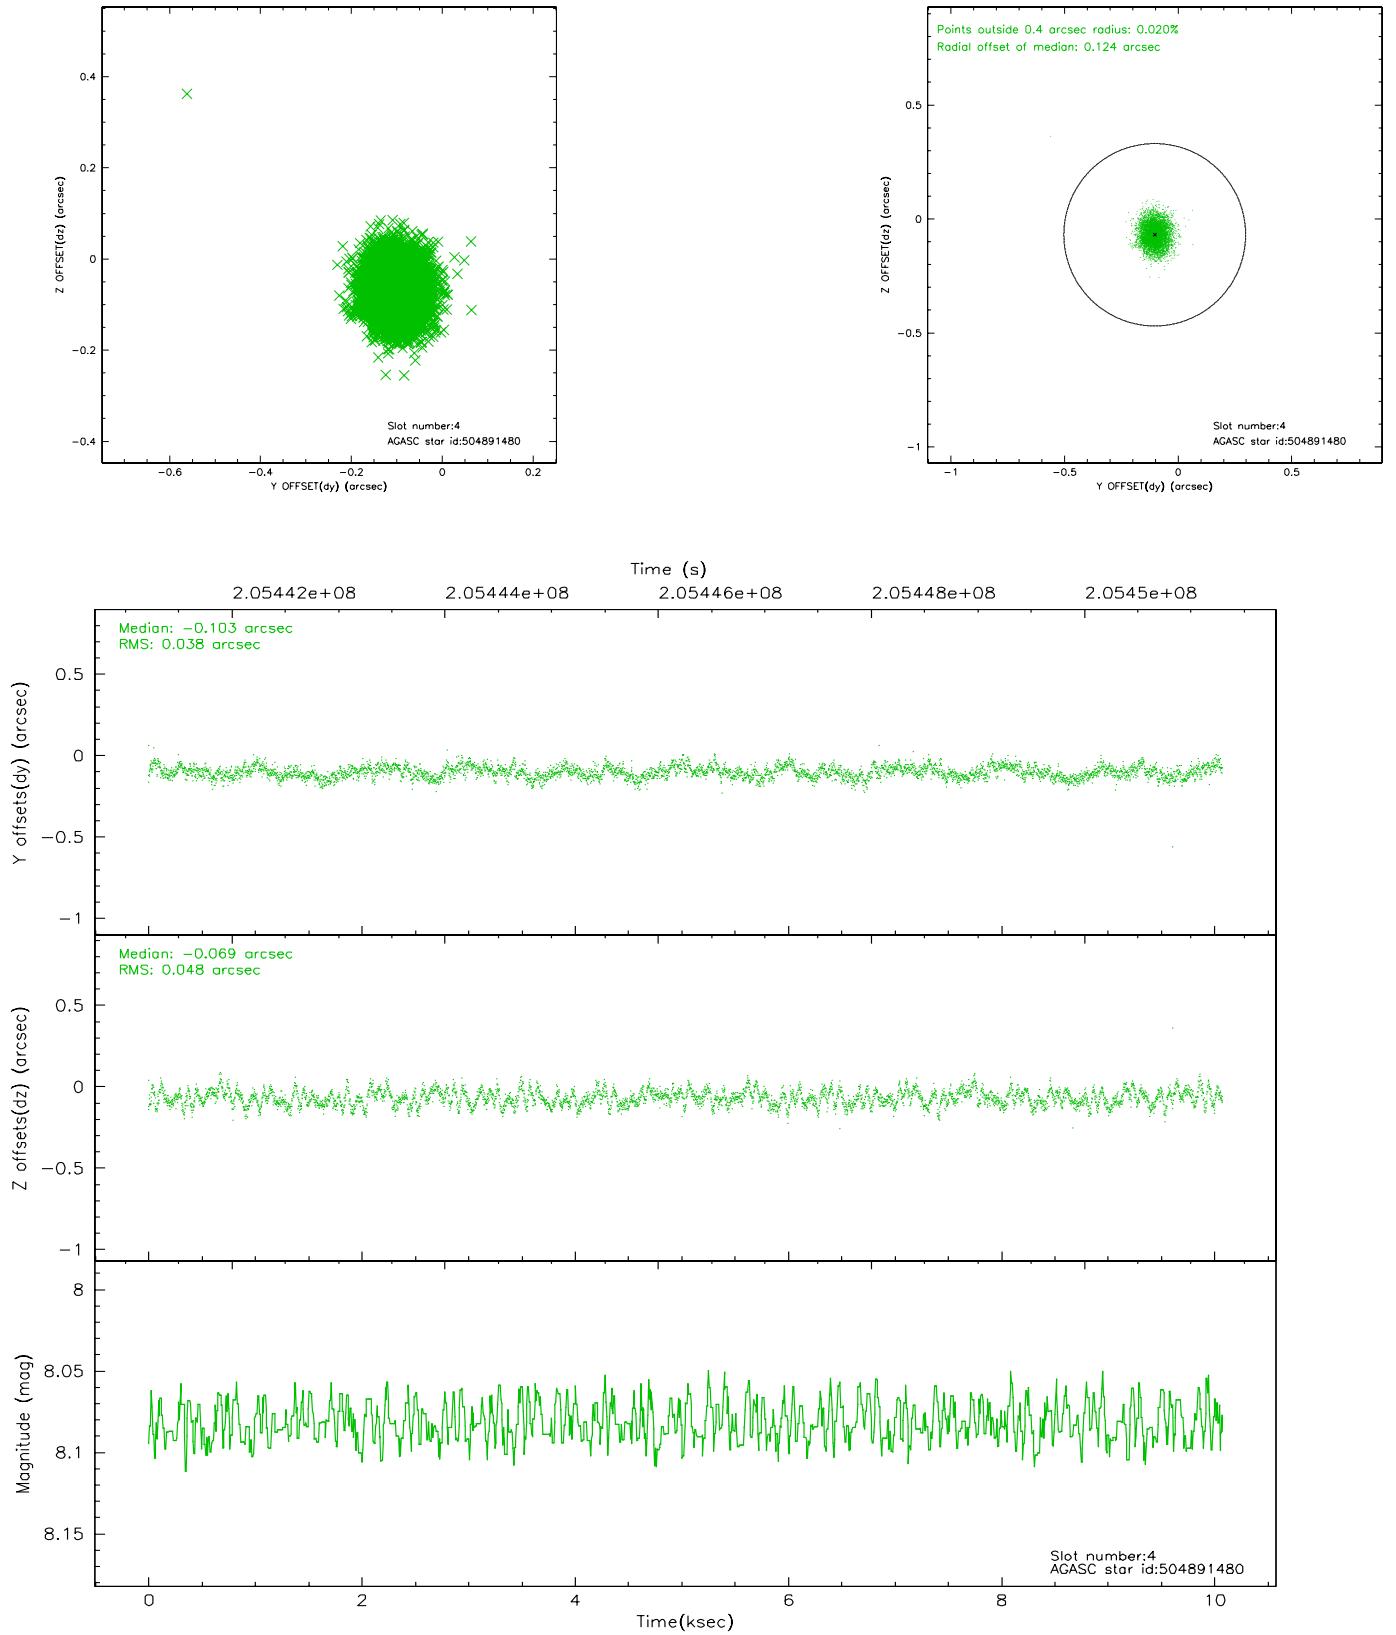 0.4
0.2
0
−0.2
−0.4
−0.6
−0.4
−0.2
0
0.2
Z OFFSET(dz) (arcsec)
Y OFFSET(dy) (arcsec)
Slot number:4
AGASC star id:504891480
Points outside 0.4 arcsec radius: 0.020%
Radial offset of median: 0.124 arcsec
0.5
0
−0.5
−1
−1
−0.5
0
0.5
Z OFFSET(dz) (arcsec)
Y OFFSET(dy) (arcsec)
Slot number:4
AGASC star id:504891480
Time (s)
2.05442e+08
2.05444e+08
2.05446e+08
2.05448e+08
2.0545e+08
Median: −0.103 arcsec
RMS: 0.038 arcsec
0.5
0
−0.5
−1
Y offsets(dy) (arcsec)
Median: −0.069 arcsec
RMS: 0.048 arcsec
0.5
0
−0.5
−1
Z offsets(dz) (arcsec)
8
8.05
8.1
8.15
Magnitude (mag)
Slot number:4
AGASC star id:504891480
0
2
4
6
8
10
Time(ksec)